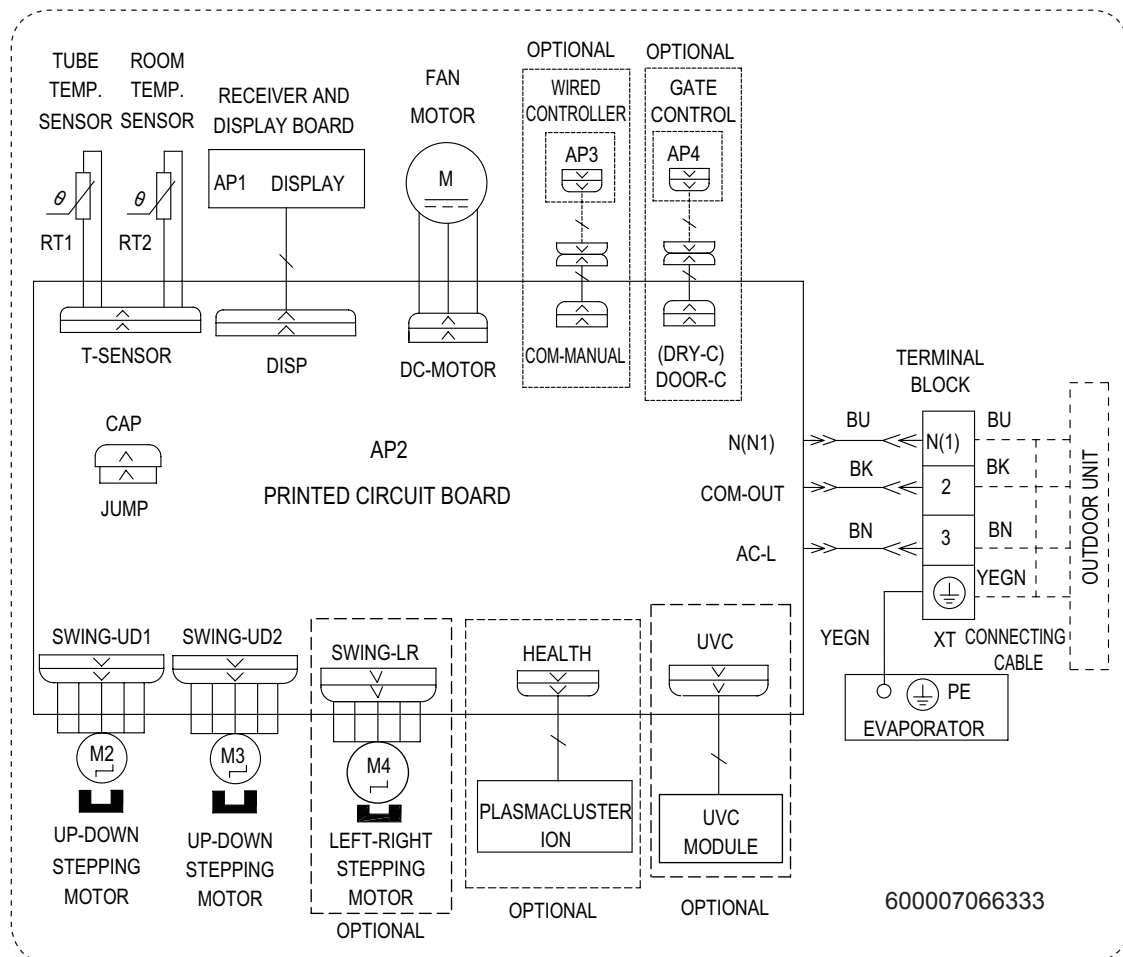 TUBE
TEMP.
SENSOR
ROOM
TEMP.
SENSOR
RECEIVER AND
DISPLAY BOARD
FAN
MOTOR
OPTIONAL
WIRED
CONTROLLER
OPTIONAL
GATE
CONTROL
AP1 DISPLAY
M
AP3
AP4
θ
RT1
θ
RT2
T-SENSOR
DISP
DC-MOTOR
COM-MANUAL
(DRY-C)
DOOR-C
TERMINAL
BLOCK
CAP
JUMP
AP2
PRINTED CIRCUIT BOARD
N(N1)
BU
N(1)
BU
COM-OUT
BK
2
BK
AC-L
BN
3
BN
YEGN
OUTDOOR UNIT
YEGN
XT
CONNECTING
CABLE
PE
EVAPORATOR
SWING-UD1
SWING-UD2
SWING-LR
HEALTH
UVC
M2
M3
M4
UP-DOWN
STEPPING
MOTOR
UP-DOWN
STEPPING
MOTOR
LEFT-RIGHT
STEPPING
MOTOR
OPTIONAL
PLASMACLUSTER
ION
OPTIONAL
UVC
MODULE
OPTIONAL
600007066333